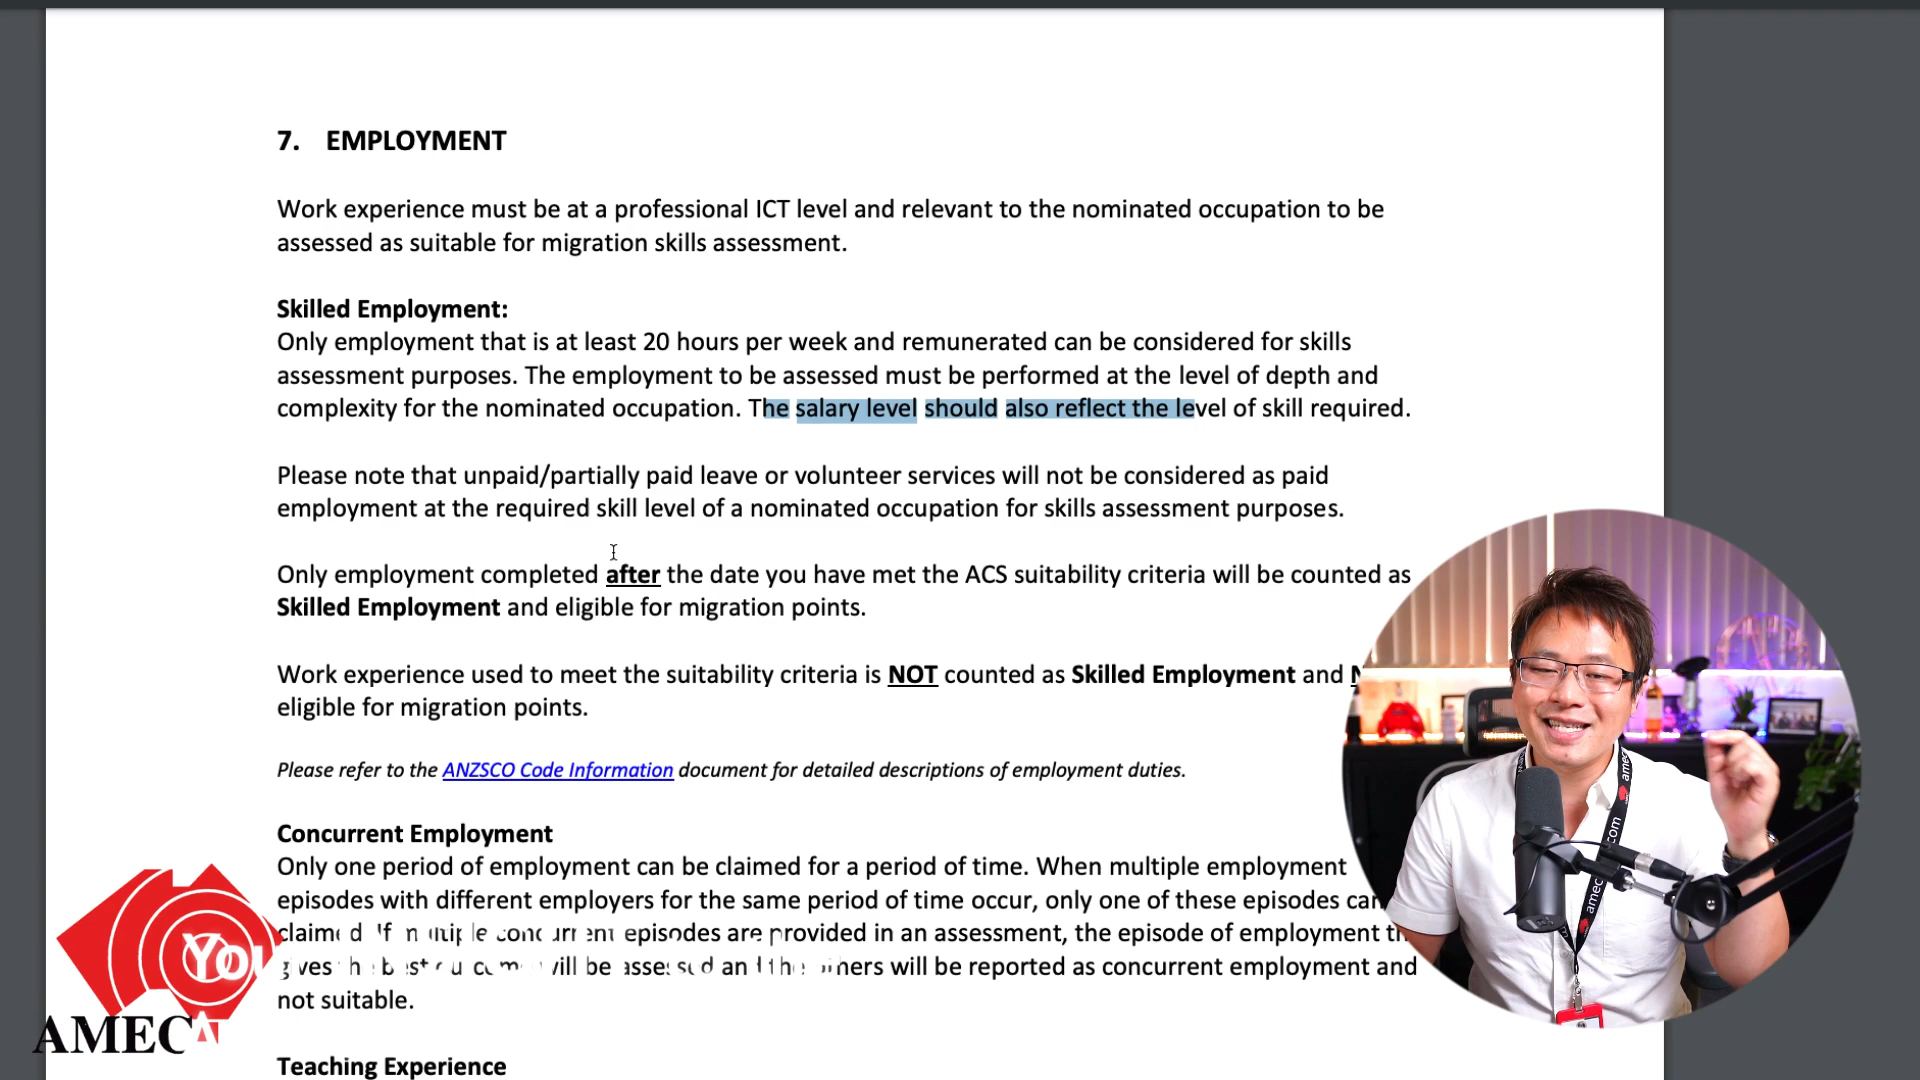 7. EMPLOYMENT
Work experience must be at a professional ICT level and relevant to the nominated occupation to be
assessed as suitable for migration skills assessment.
Skilled Employment:
Only employment that is at least 20 hours per week and remunerated can be considered for skills
assessment purposes. The employment to be assessed must be performed at the level of depth and
complexity for the nominated occupation. The salary level should also reflect the level of skill required.
Please note that unpaid/partially paid leave or volunteer services will not be considered as paid
employment at the required skill level of a nominated occupation for skills assessment purposes.
Only employment completed after the date you have met the ACS suitability criteria will be counted as
Skilled Employment and eligible for migration points.
Work experience used to meet the suitability criteria is NOT counted as Skilled Employment and
eligible for migration points.
Please refer to the ANZSCO Code Information document for detailed descriptions of employment duties.
Concurrent Employment
Only one period of employment can be claimed for a period of time. When multiple employment
episodes with different employers for the same period of time occur, only one of these episodes can
episodes are provided in an assessment, the episode of employment
will be and others will be reported as concurrent employment and
not suitable.
Teaching Experience
You
AMEC
amec
com
amec